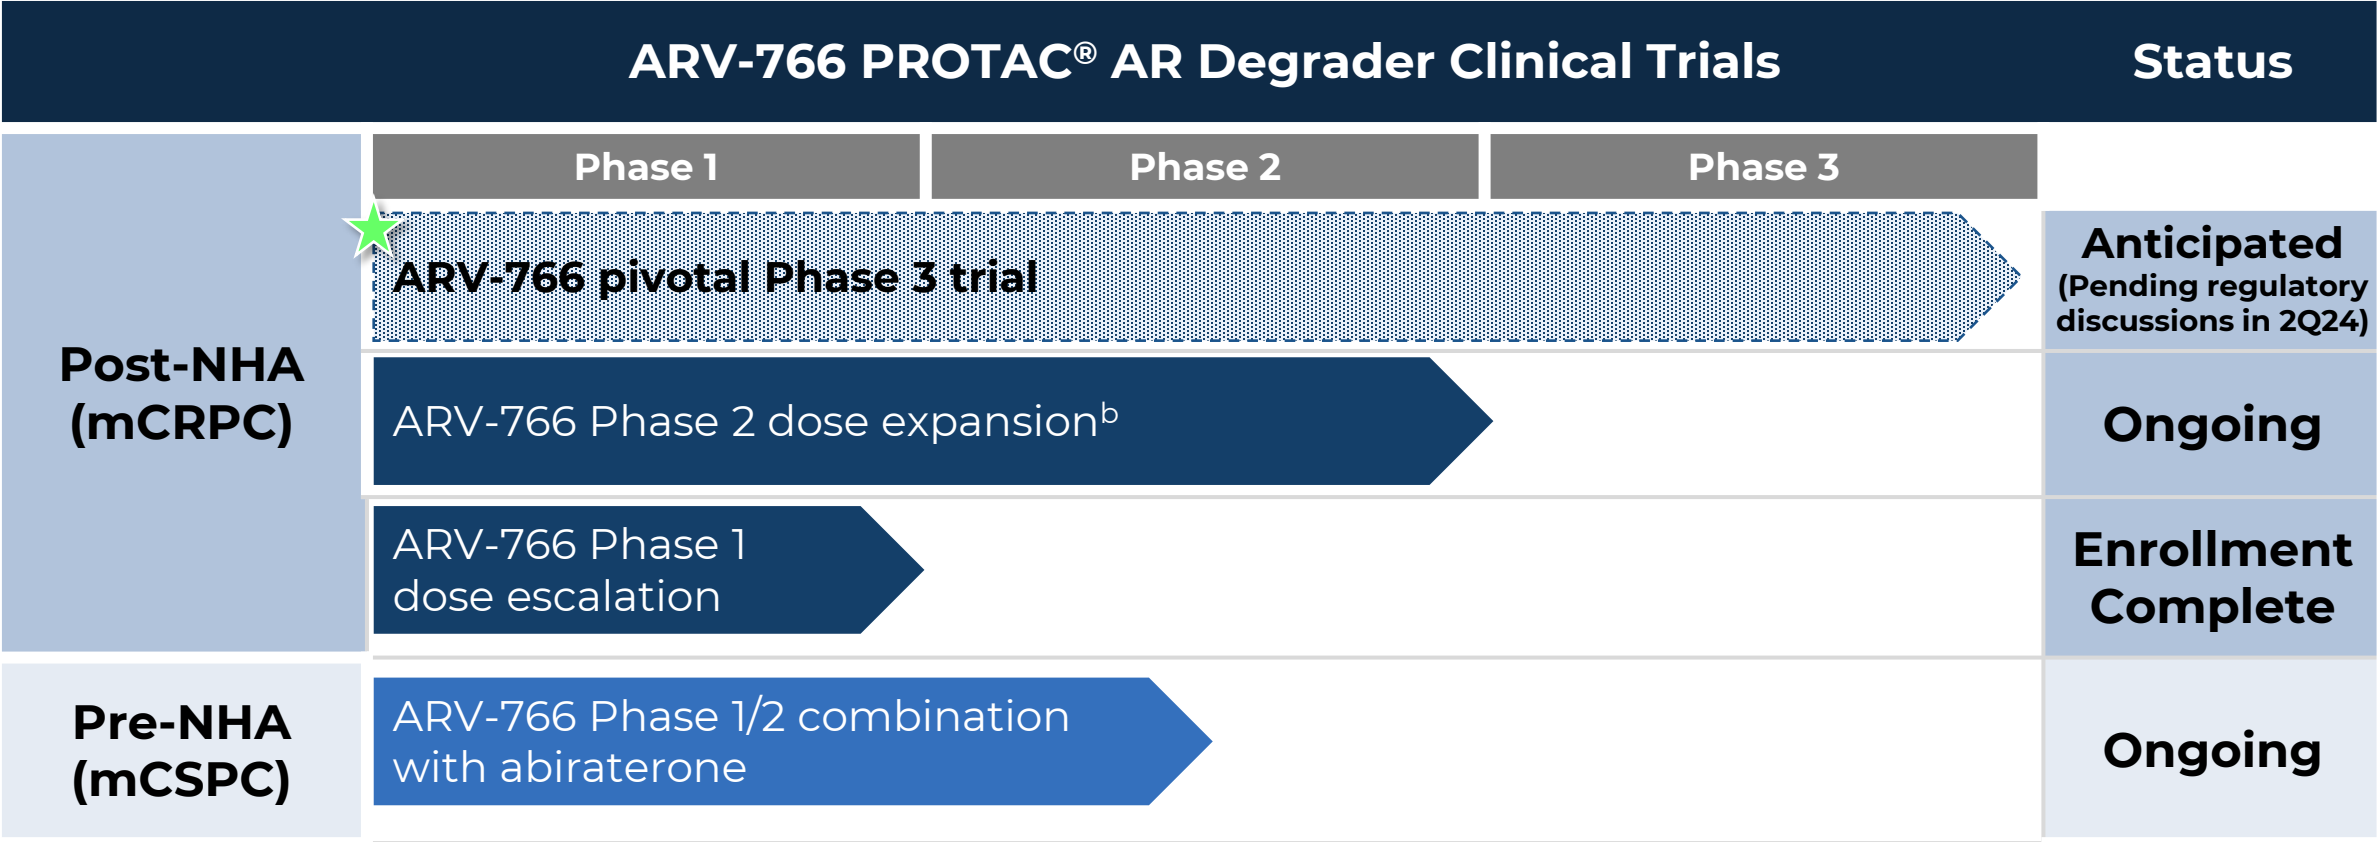 ARV-766 PROTAC® AR Degrader Clinical Trials
Status
Phase 1
Phase 2
Phase 3
Post-NHA
(mCRPC)
ARV-766 pivotal Phase 3 trial
Anticipated
(Pending regulatory
discussions in 2Q24)
ARV-766 Phase 2 dose expansionᵇ
Ongoing
ARV-766 Phase 1
dose escalation
Enrollment
Complete
Pre-NHA
(mCSPC)
ARV-766 Phase 1/2 combination
with abiraterone
Ongoing